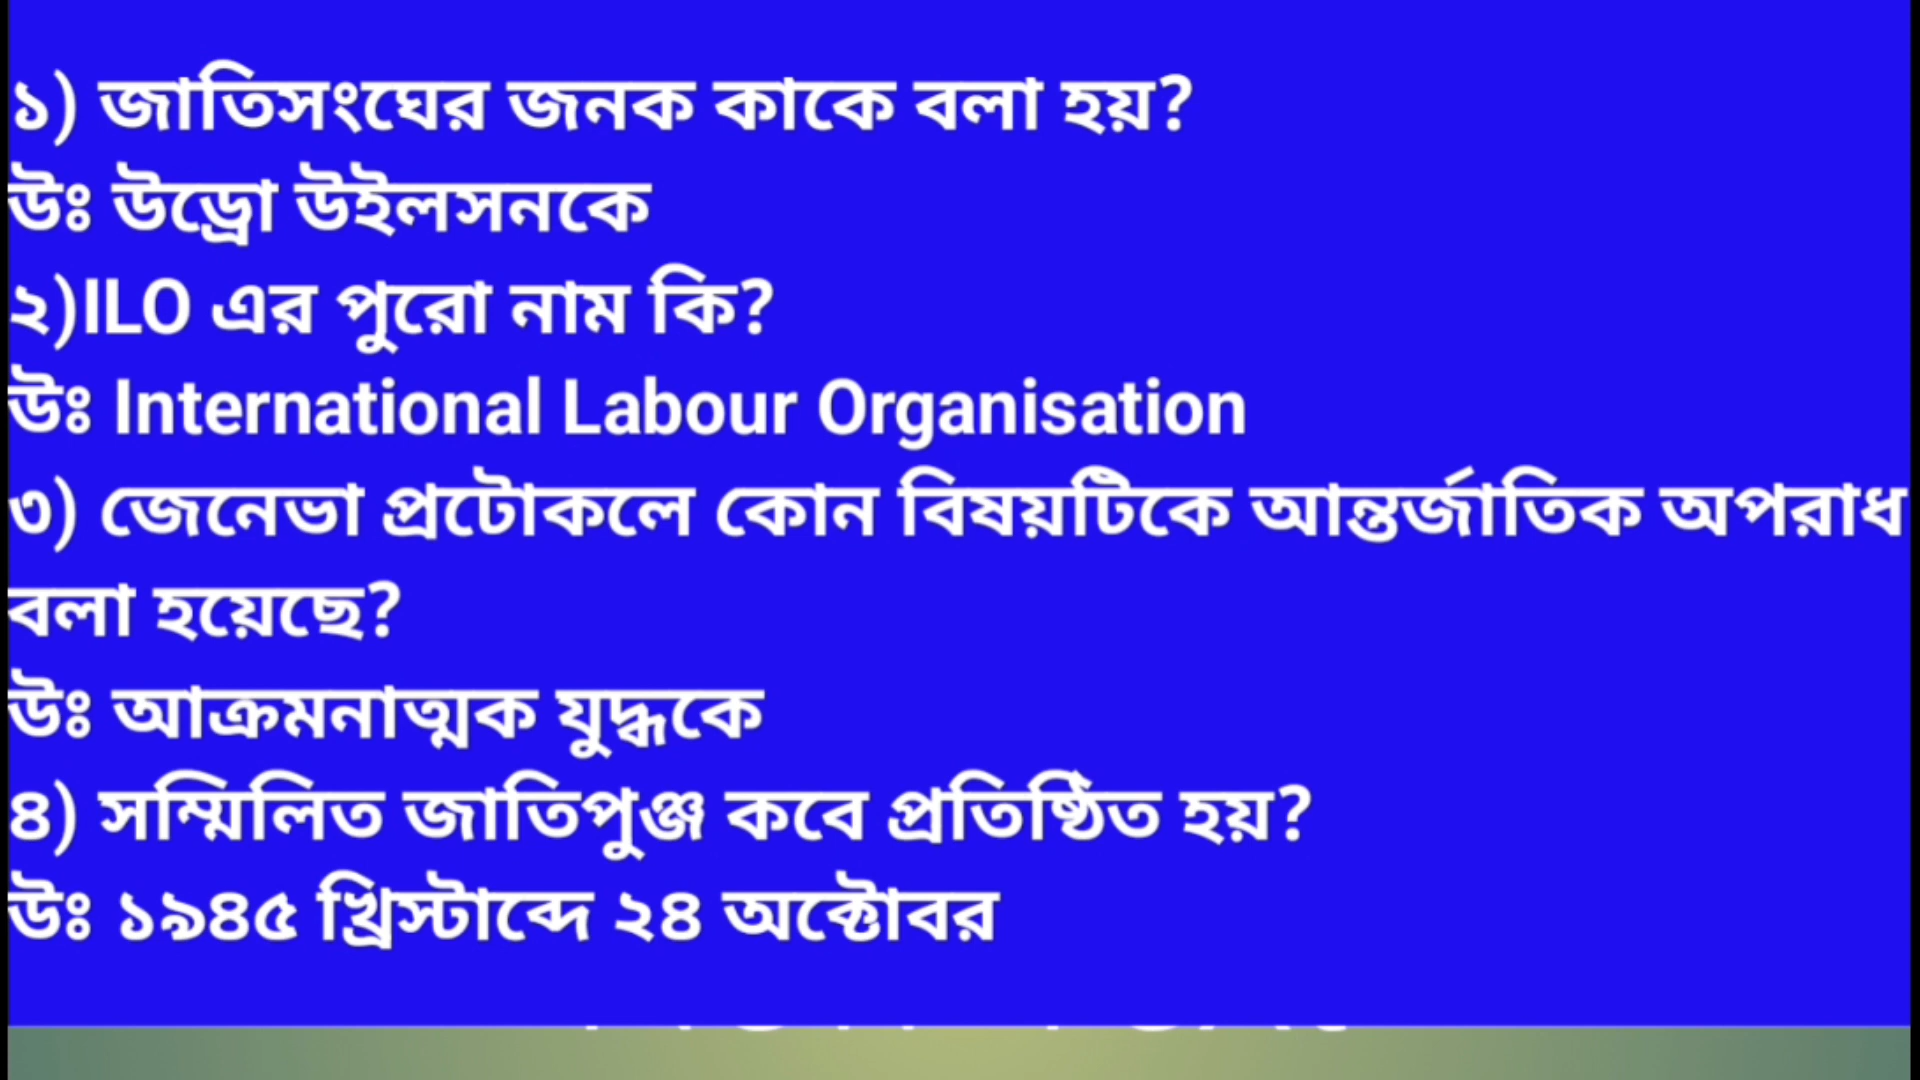 ১) জাতিসংঘের জনক কাকে বলা হয়?
উঃ উড্রো উইলসনকে
২)ILO এর পুরো নাম কি?
উঃ International Labour Organisation
৩) জেনেভা প্রটোকলে কোন বিষয়টিকে আন্তর্জাতিক অপরাধ
বলা হয়েছে?
উঃ আক্রমনাত্মক যুদ্ধকে
৪) সম্মিলিত জাতিপুঞ্জ কবে প্রতিষ্ঠিত হয়?
উঃ ১৯৪৫ খ্রিস্টাব্দে ২৪ অক্টোবর